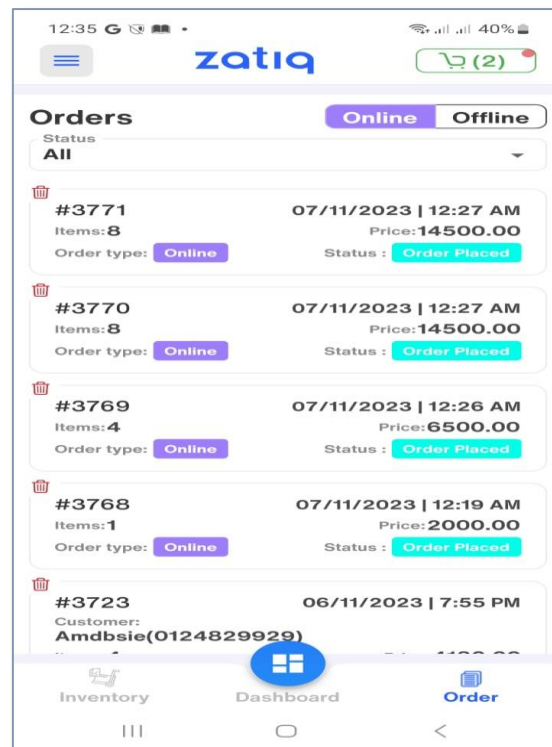 12:35 G
40%
zatiq
(2)
Orders
Online Offline
Status
All
#3771 07/11/2023 | 12:27 AM
Items:8 Price:14500.00
Order type: Online Status : Order Placed
#3770 07/11/2023 | 12:27 AM
Items:8 Price:14500.00
Order type: Online Status : Order Placed
#3769 07/11/2023 | 12:26 AM
Items:4 Price:6500.00
Order type: Online Status : Order Placed
#3768 07/11/2023 | 12:19 AM
Items:1 Price:2000.00
Order type: Online Status : Order Placed
#3723 06/11/2023 | 7:55 PM
Customer:
Amdbsie(0124829929)
Inventory Dashboard Order